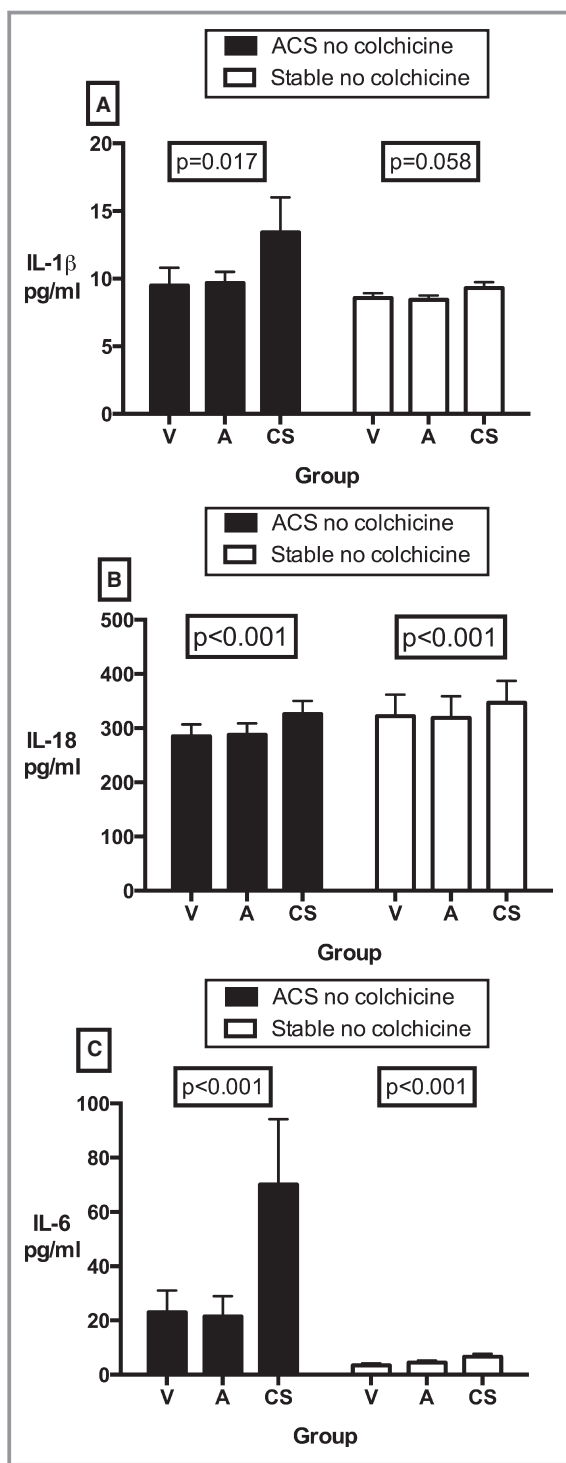 ACS no colchicine
Stable no colchicine
A
20
p=0.017
p=0.058
15
IL-1β
pg/ml
10
5
0
V A CS V A CS
Group
ACS no colchicine
Stable no colchicine
B
500
p<0.001
p<0.001
400
IL-18
pg/ml
300
200
100
0
V A CS V A CS
Group
ACS no colchicine
Stable no colchicine
C
p<0.001
p<0.001
100
80
IL-6
pg/ml
60
40
20
0
V A CS V A CS
Group